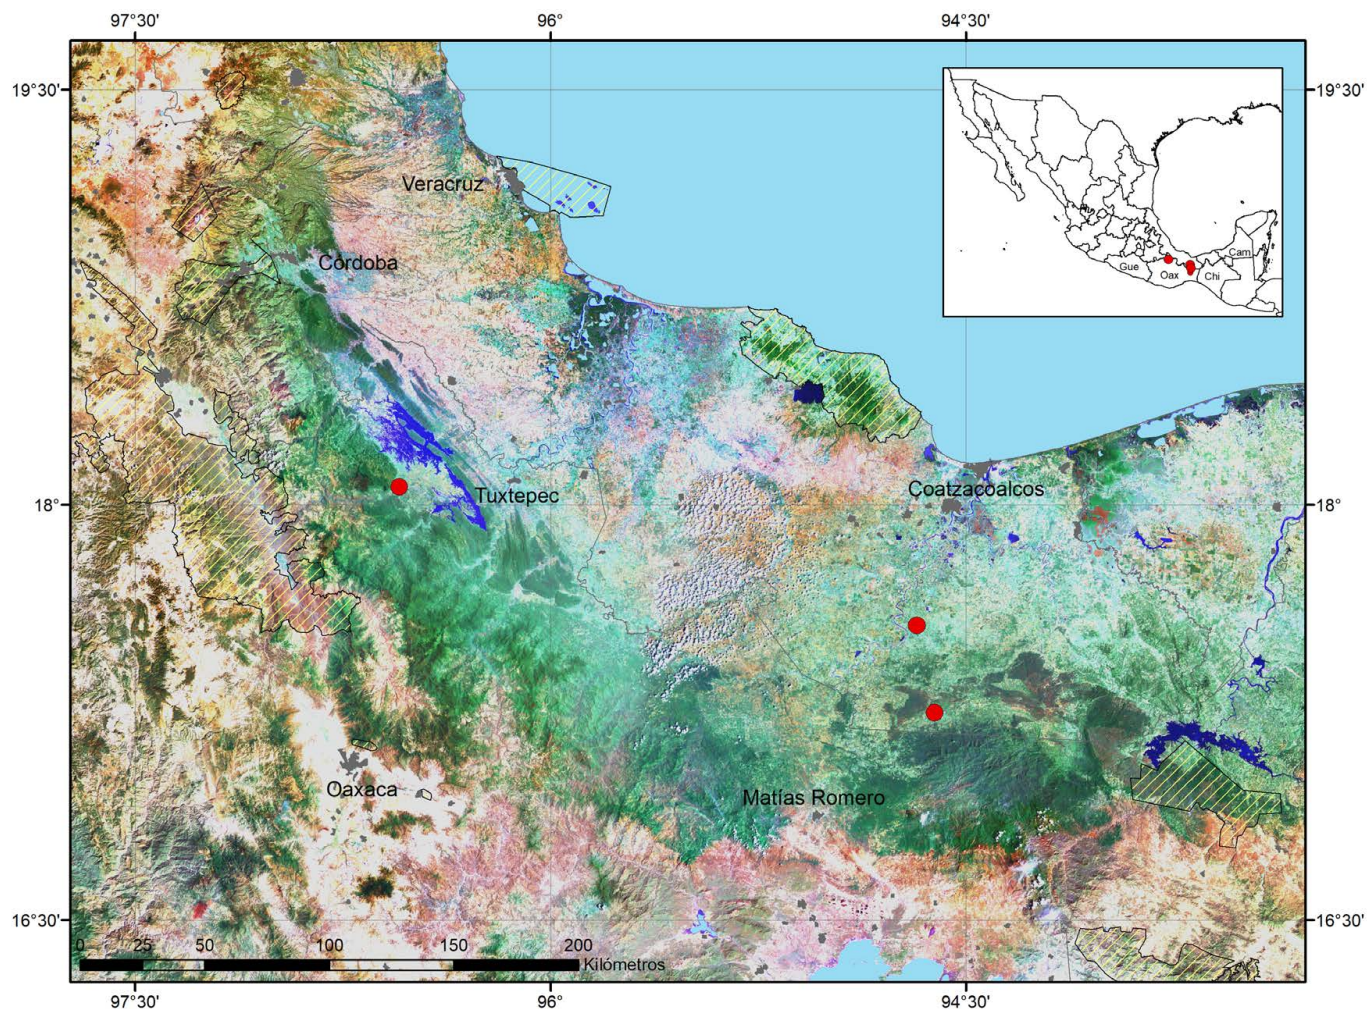 97°30'
96°
94°30'
19°30'
19°30'
Veracruz
Córdoba
Gue
Oax
Chi
Cam
18°
18°
Tuxtepec
Coatzacoalcos
Oaxaca
Matías Romero
16°30'
16°30'
0 25 50 100 150 200
Kilómetros
97°30'
96°
94°30'